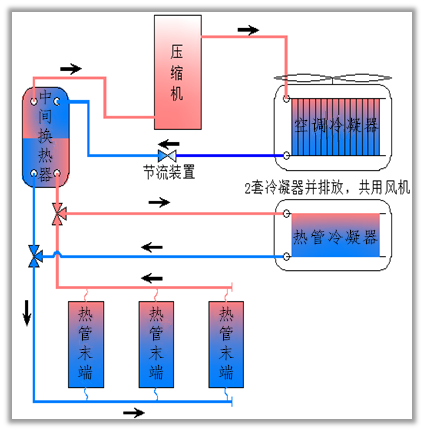 压缩机
中间换热器
空调冷凝器
节流装置
2套冷凝器并排放，共用风机
热管冷凝器
热管末端
热管末端
热管末端